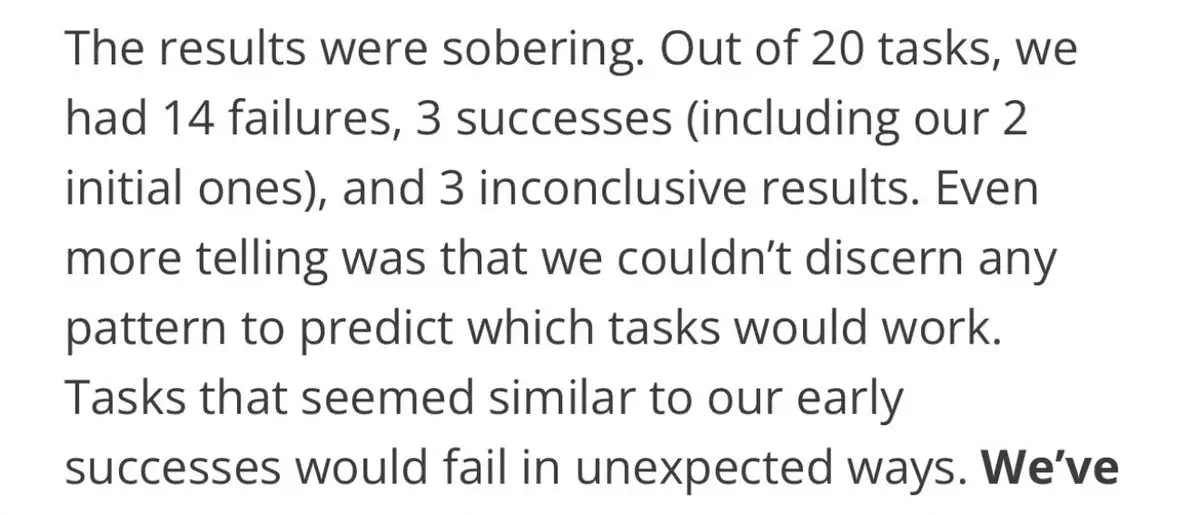 The results were sobering. Out of 20 tasks, we
had 14 failures, 3 successes (including our 2
initial ones), and 3 inconclusive results. Even
more telling was that we couldn’t discern any
pattern to predict which tasks would work.
Tasks that seemed similar to our early
successes would fail in unexpected ways. We’ve